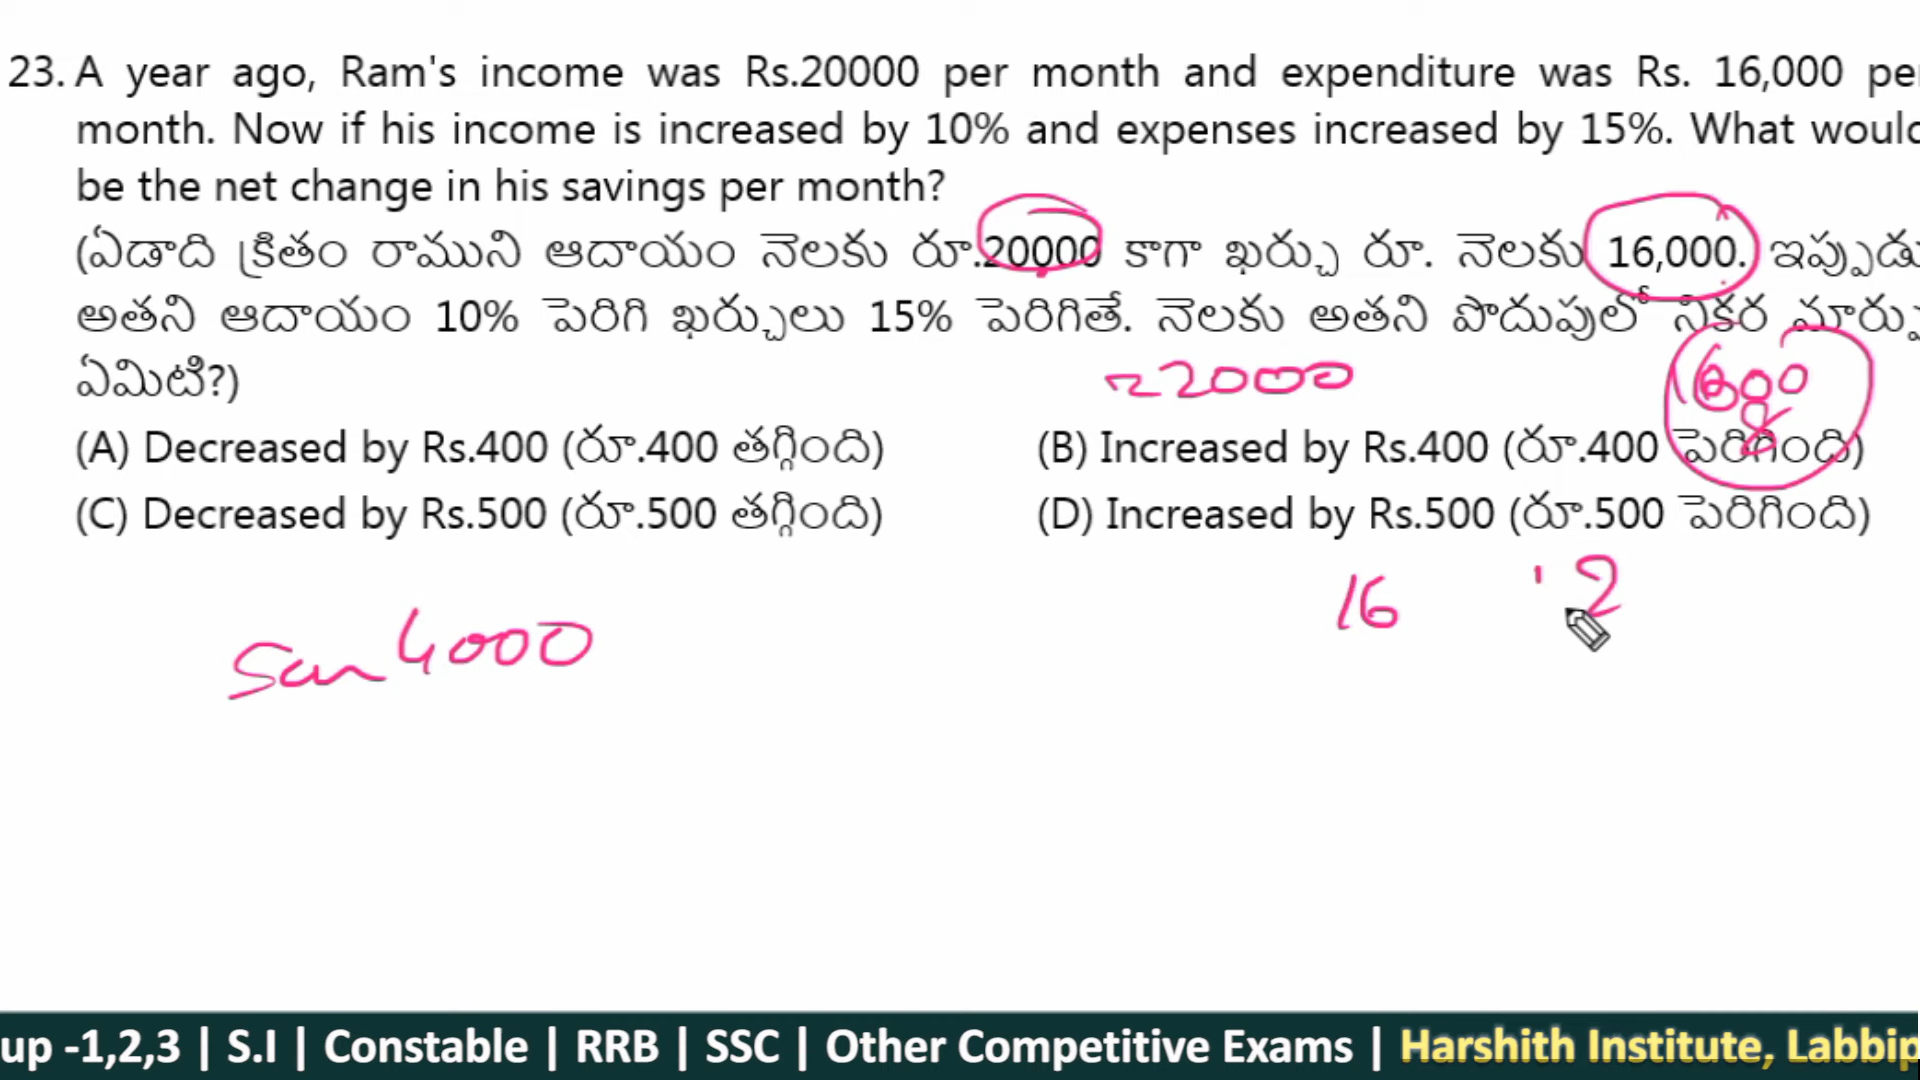 23. A year ago, Ram's income was Rs.20000 per month and expenditure was Rs. 16,000 pe
month. Now if his income is increased by 10% and expenses increased by 15%. What would
be the net change in his savings per month?
(ఏడాది క్రితం రాముని ఆదాయం నెలకు రూ.20000 కాగా ఖర్చు రూ. నెలకు 16,000. ఇప్పుడు
అతని ఆదాయం 10% పెరిగి ఖర్చులు 15% పెరిగితే. నెలకు అతని పొదుపులో నికర మార్పు
ఏమిటి?)
22000
(A) Decreased by Rs.400 (రూ.400 తగ్గింది) (B) Increased by Rs.400 (రూ.400 పెరిగింది)
(C) Decreased by Rs.500 (రూ.500 తగ్గింది) (D) Increased by Rs.500 (రూ.500 పెరిగింది)
16 2
4000
up -1,2,3 | S.I | Constable | RRB | SSC | Other Competitive Exams | Harshith Institute, Labbip